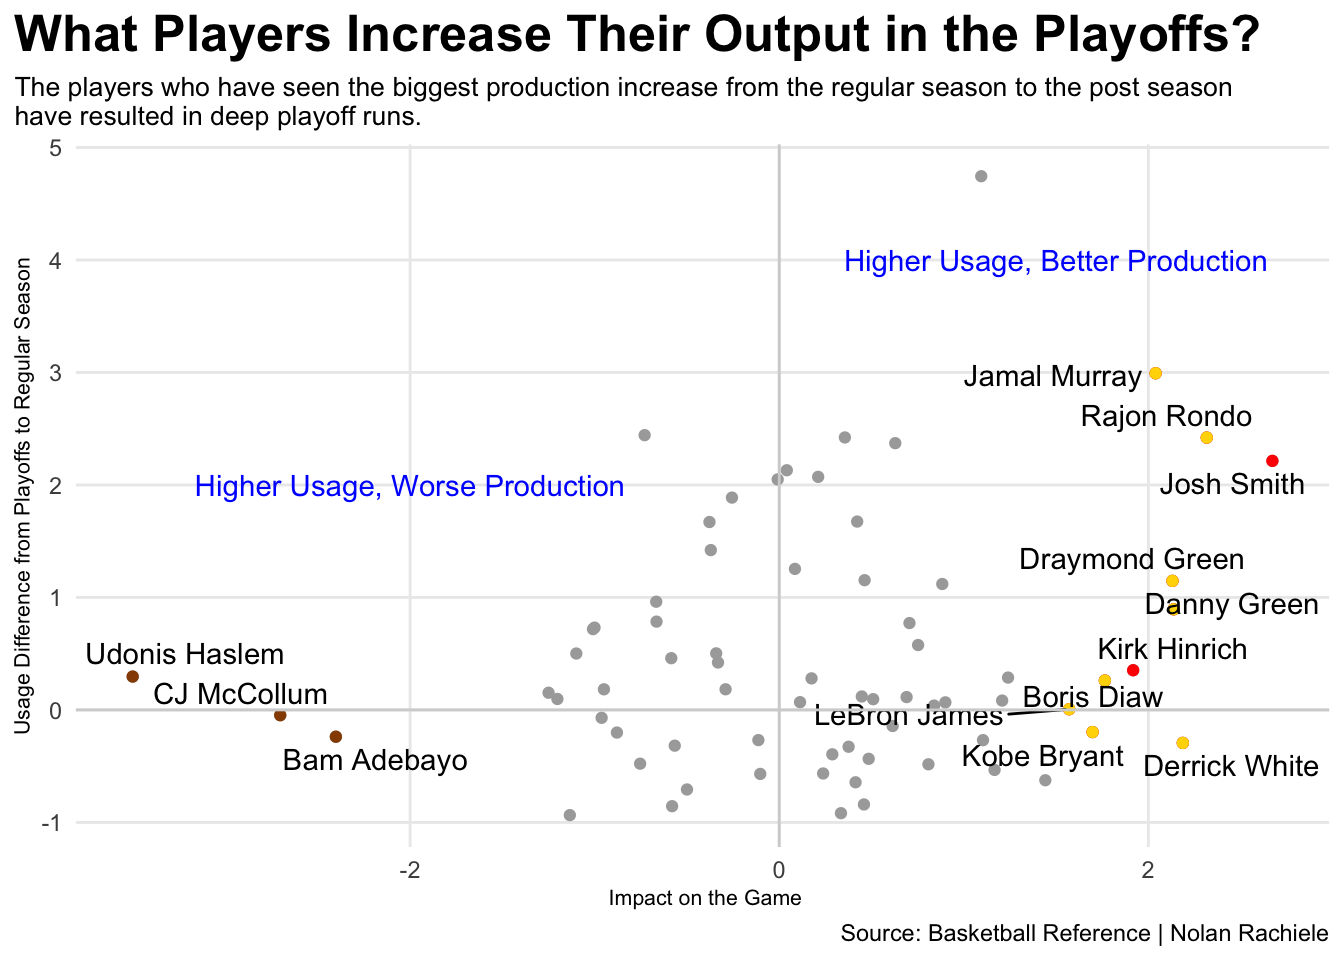 What Players Increase Their Output in the Playoffs?
The players who have seen the biggest production increase from the regular season to the post season
have resulted in deep playoff runs.
5
4
3
2
1
0
-1
Usage Difference from Playoffs to Regular Season
Higher Usage, Better Production
Jamal Murray
Rajon Rondo
Josh Smith
Higher Usage, Worse Production
Draymond Green
Danny Green
Kirk Hinrich
Udonis Haslem
CJ McCollum
Boris Diaw
LeBron James
Bam Adebayo
Kobe Bryant
Derrick White
-2
0
2
Impact on the Game
Source: Basketball Reference | Nolan Rachiele